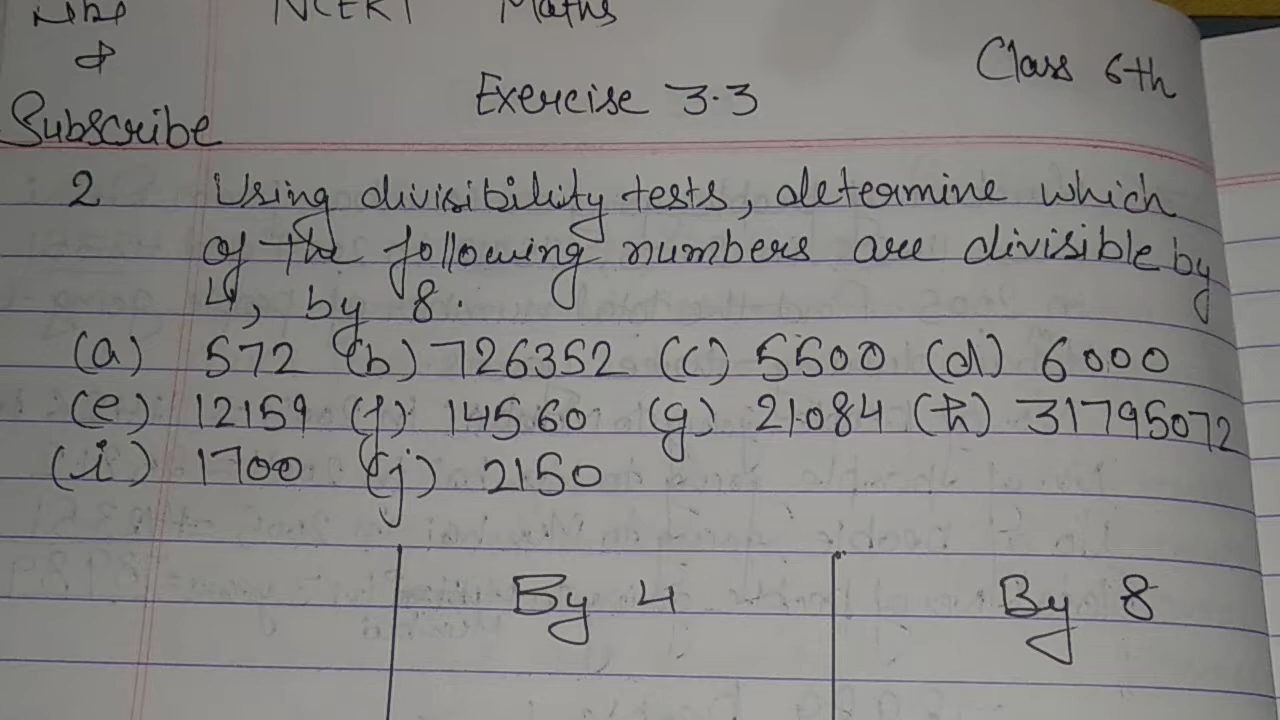 NCERT Maths
&
Class 6th
Exercise 3.3
Subscribe
2 Using divisibility tests, determine which
of the following numbers are divisible by
4, by 8.
(a) 572 (b) 726352 (c) 5500 (d) 6000
(e) 12159 (f) 14560 (g) 21084 (h) 31795072
(i) 1700 (j) 2150
By 4 By 8